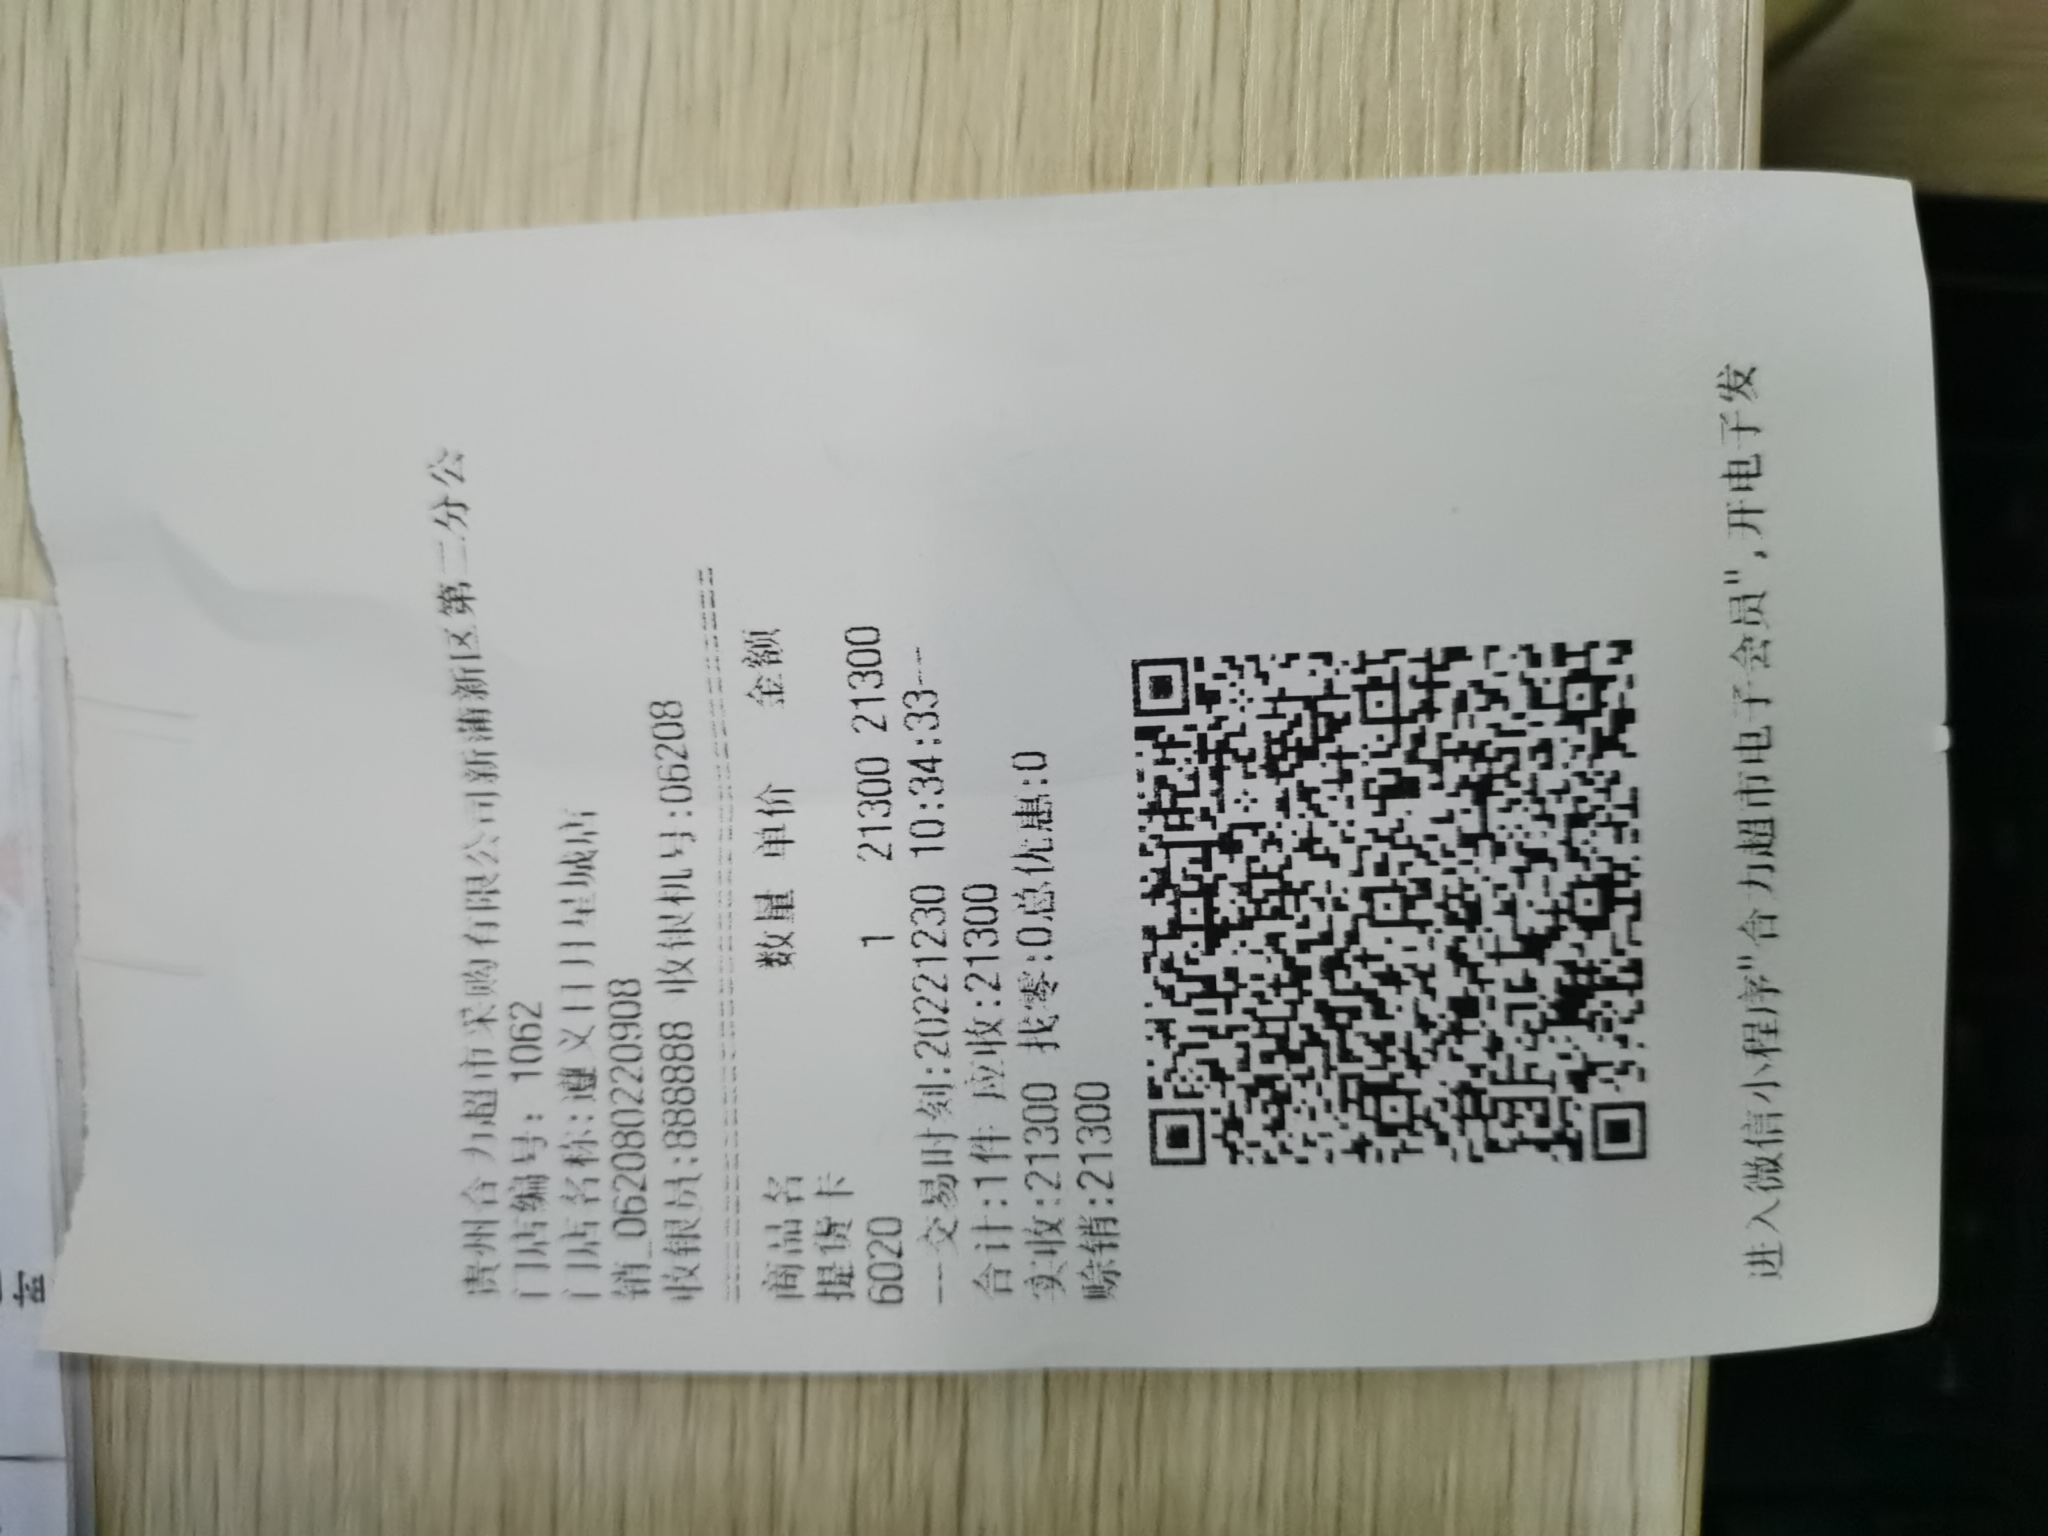 贵州合力超市采购有限公司新蒲新区第二分公
门店编号: 1062
门店名称:遵义日月星城店
销_062080220908
收银员:888888 收银机号:06208
商品名 数量 单价 金额
提货卡
6020 1 21300 21300
---交易时刻:20221230 10:34:33---
合计:1件 应收:21300
实收:21300 找零:0总优惠:0
赊销:21300
进入微信小程序"合力超市电子会员",开电子发